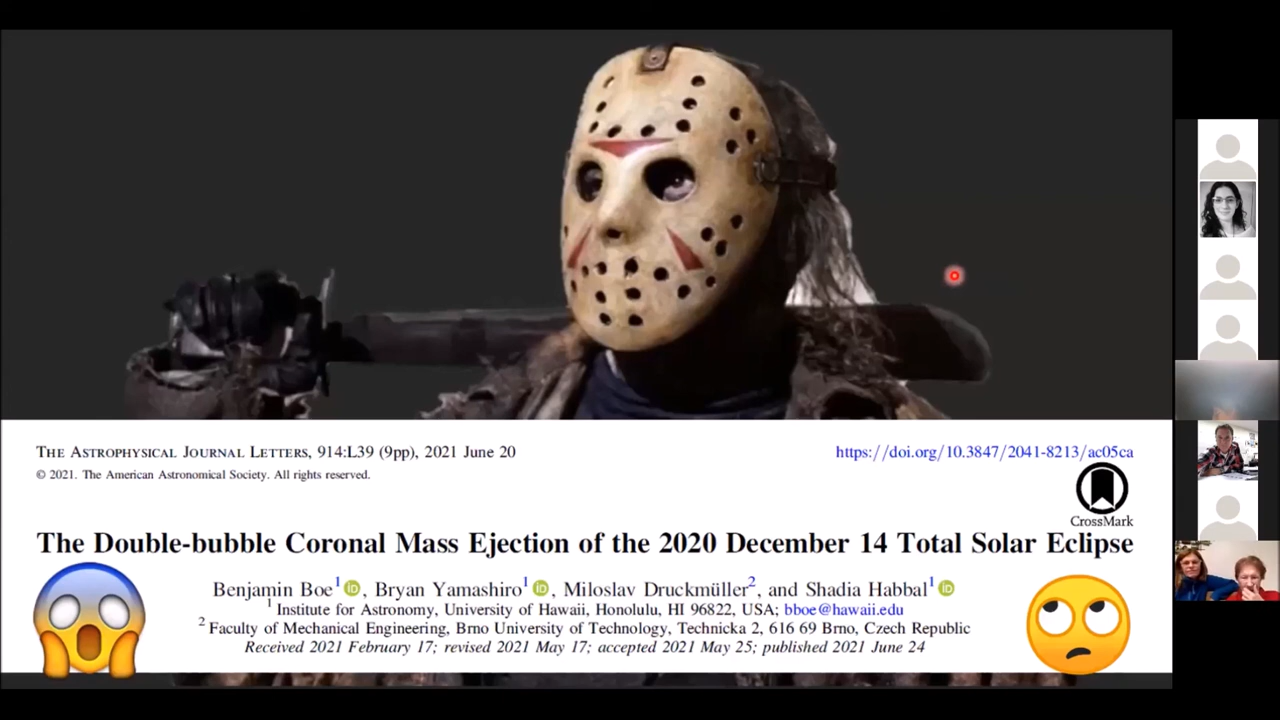 The Astrophysical Journal Letters, 914:L39 (9pp), 2021 June 20
https://doi.org/10.3847/2041-8213/ac05ca
© 2021. The American Astronomical Society. All rights reserved.
CrossMark
The Double-bubble Coronal Mass Ejection of the 2020 December 14 Total Solar Eclipse
Benjamin Boe1 iD, Bryan Yamashiro1 iD, Miloslav Druckmüller2, and Shadia Habbal1 iD
1 Institute for Astronomy, University of Hawaii, Honolulu, HI 96822, USA; bboe@hawaii.edu
2 Faculty of Mechanical Engineering, Brno University of Technology, Technicka 2, 616 69 Brno, Czech Republic
Received 2021 February 17; revised 2021 May 17; accepted 2021 May 25; published 2021 June 24